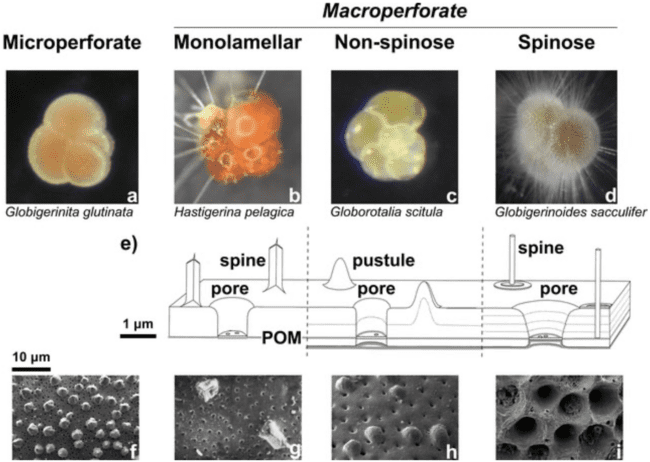 Macroperforate
Microperforate Monolamellar Non-spinose Spinose
a b c d
Globigerinita glutinata Hastigerina pelagica Globorotalia scitula Globigerinoides sacculifer
e)
spine pustule spine
pore pore pore
1 µm
POM
10 µm
f g h i